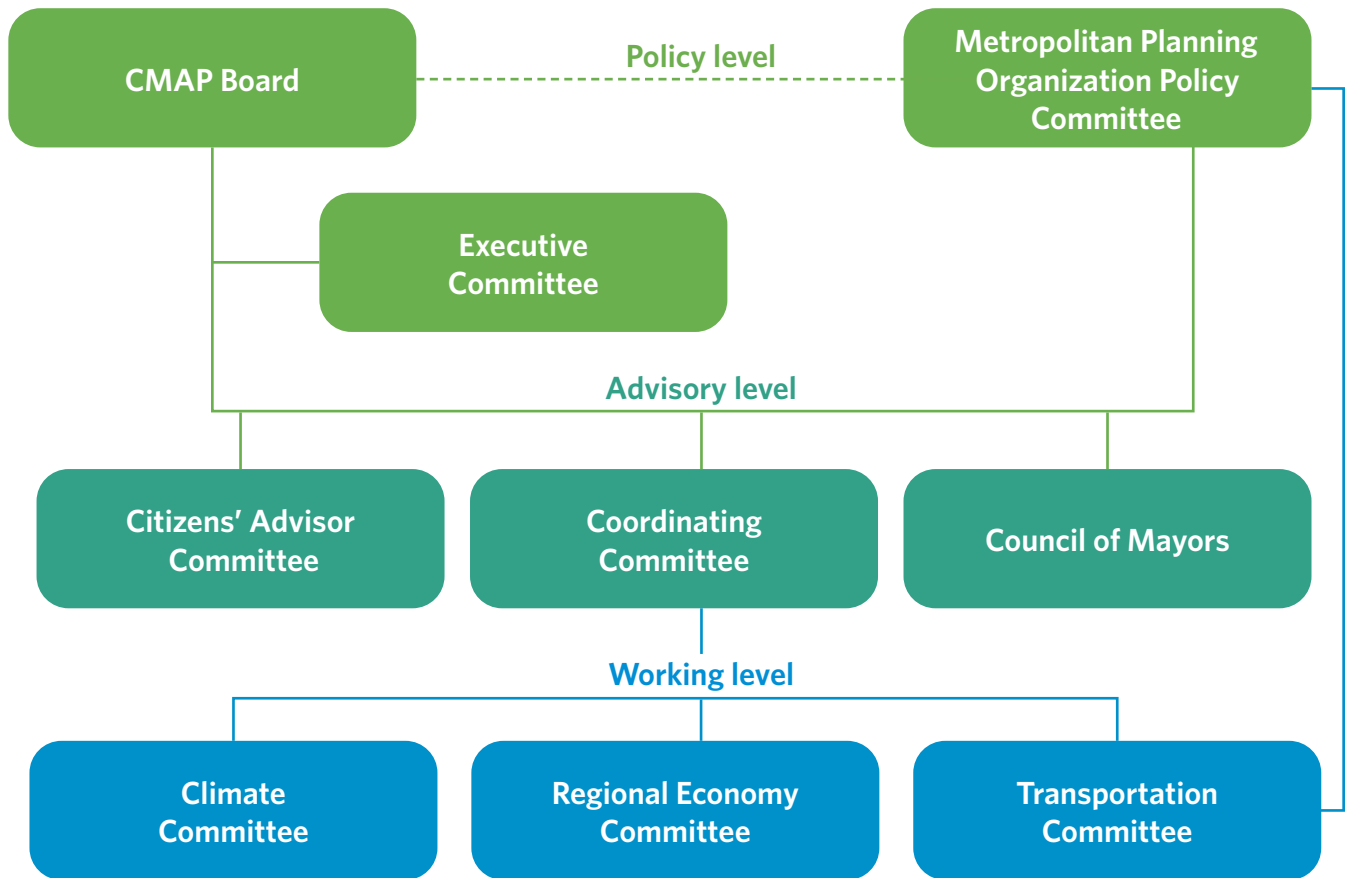 CMAP Board
Policy level
Metropolitan Planning
Organization Policy
Committee
Executive
Committee
Advisory level
Citizens’ Advisor
Committee
Coordinating
Committee
Council of Mayors
Working level
Climate
Committee
Regional Economy
Committee
Transportation
Committee